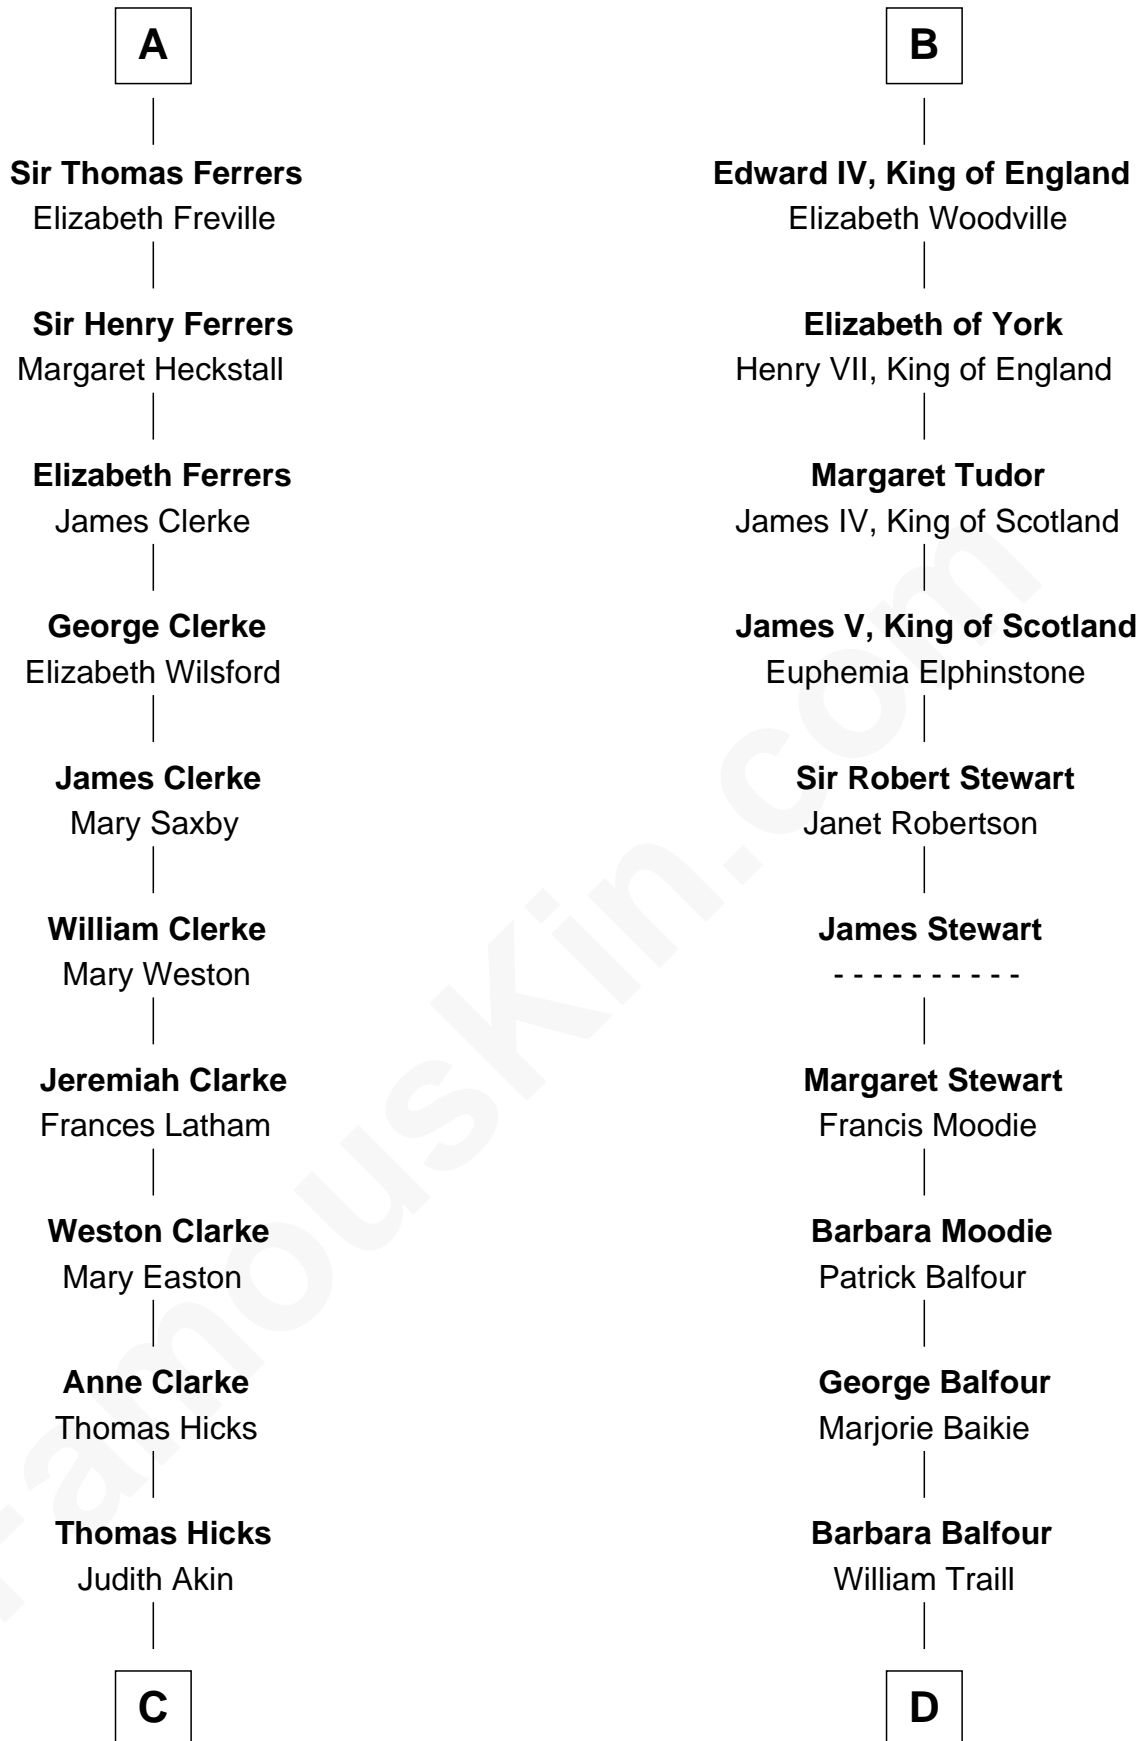 A
Sir Thomas Ferrers
Elizabeth Freville
Sir Henry Ferrers
Margaret Heckstall
Elizabeth Ferrers
James Clerke
George Clerke
Elizabeth Wilsford
James Clerke
Mary Saxby
William Clerke
Mary Weston
Jeremiah Clarke
Frances Latham
Weston Clarke
Mary Easton
Anne Clarke
Thomas Hicks
Thomas Hicks
Judith Akin
C
B
Edward IV, King of England
Elizabeth Woodville
Elizabeth of York
Henry VII, King of England
Margaret Tudor
James IV, King of Scotland
James V, King of Scotland
Euphemia Elphinstone
Sir Robert Stewart
Janet Robertson
James Stewart
- - - - - - - - - -
Margaret Stewart
Francis Moodie
Barbara Moodie
Patrick Balfour
George Balfour
Marjorie Baikie
Barbara Balfour
William Traill
D
FamousKin.com